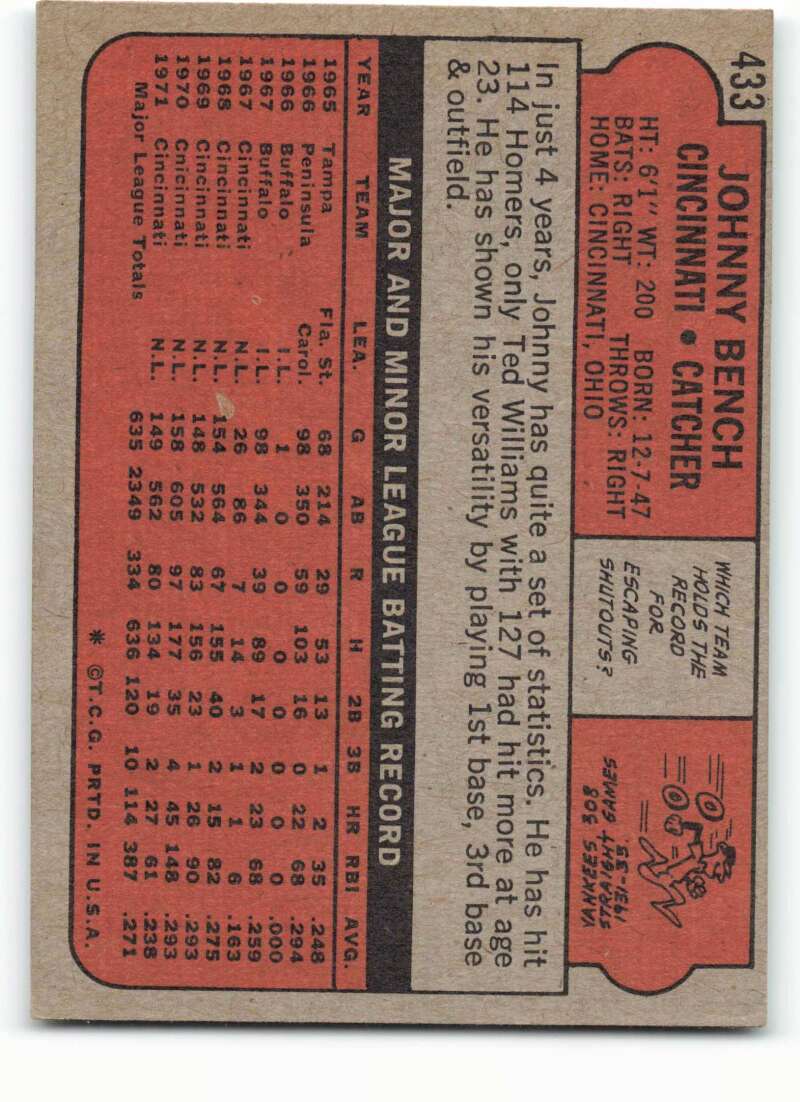 433
JOHNNY BENCH
CINCINNATI • CATCHER
HT: 6'1" WT: 200 BORN: 12-7-47
BATS: RIGHT THROWS: RIGHT
HOME: CINCINNATI, OHIO
WHICH TEAM
HOLDS THE
RECORD
FOR
ESCAPING
SHUTOUTS?
YANKEES 308
STRAIGHT GAMES
1931-35
In just 4 years, Johnny has quite a set of statistics. He has hit
114 Homers, only Ted Williams with 127 had hit more at age
23. He has shown his versatility by playing 1st base, 3rd base
& outfield.
MAJOR AND MINOR LEAGUE BATTING RECORD
YEAR TEAM LEA. G AB R H 2B 3B HR RBI AVG.
1965 Tampa Fla. St. 68 214 29 53 13 1 2 35 .248
1966 Peninsula Carol. 98 350 59 103 16 0 22 68 .294
1966 Buffalo I.L. 1 0 0 0 0 0 0 0 .000
1967 Buffalo I.L. 98 344 39 89 17 2 23 68 .259
1967 Cincinnati N.L. 26 86 7 14 3 1 1 6 .163
1968 Cincinnati N.L. 154 564 67 155 40 2 15 82 .275
1969 Cincinnati N.L. 148 532 83 156 23 1 26 90 .293
1970 Cnicinnati N.L. 158 605 97 177 35 4 45 148 .293
1971 Cincinnati N.L. 149 562 80 134 19 2 27 61 .238
Major League Totals 635 2349 334 636 120 10 114 387 .271
* ©T.C.G. PRTD. IN U.S.A.